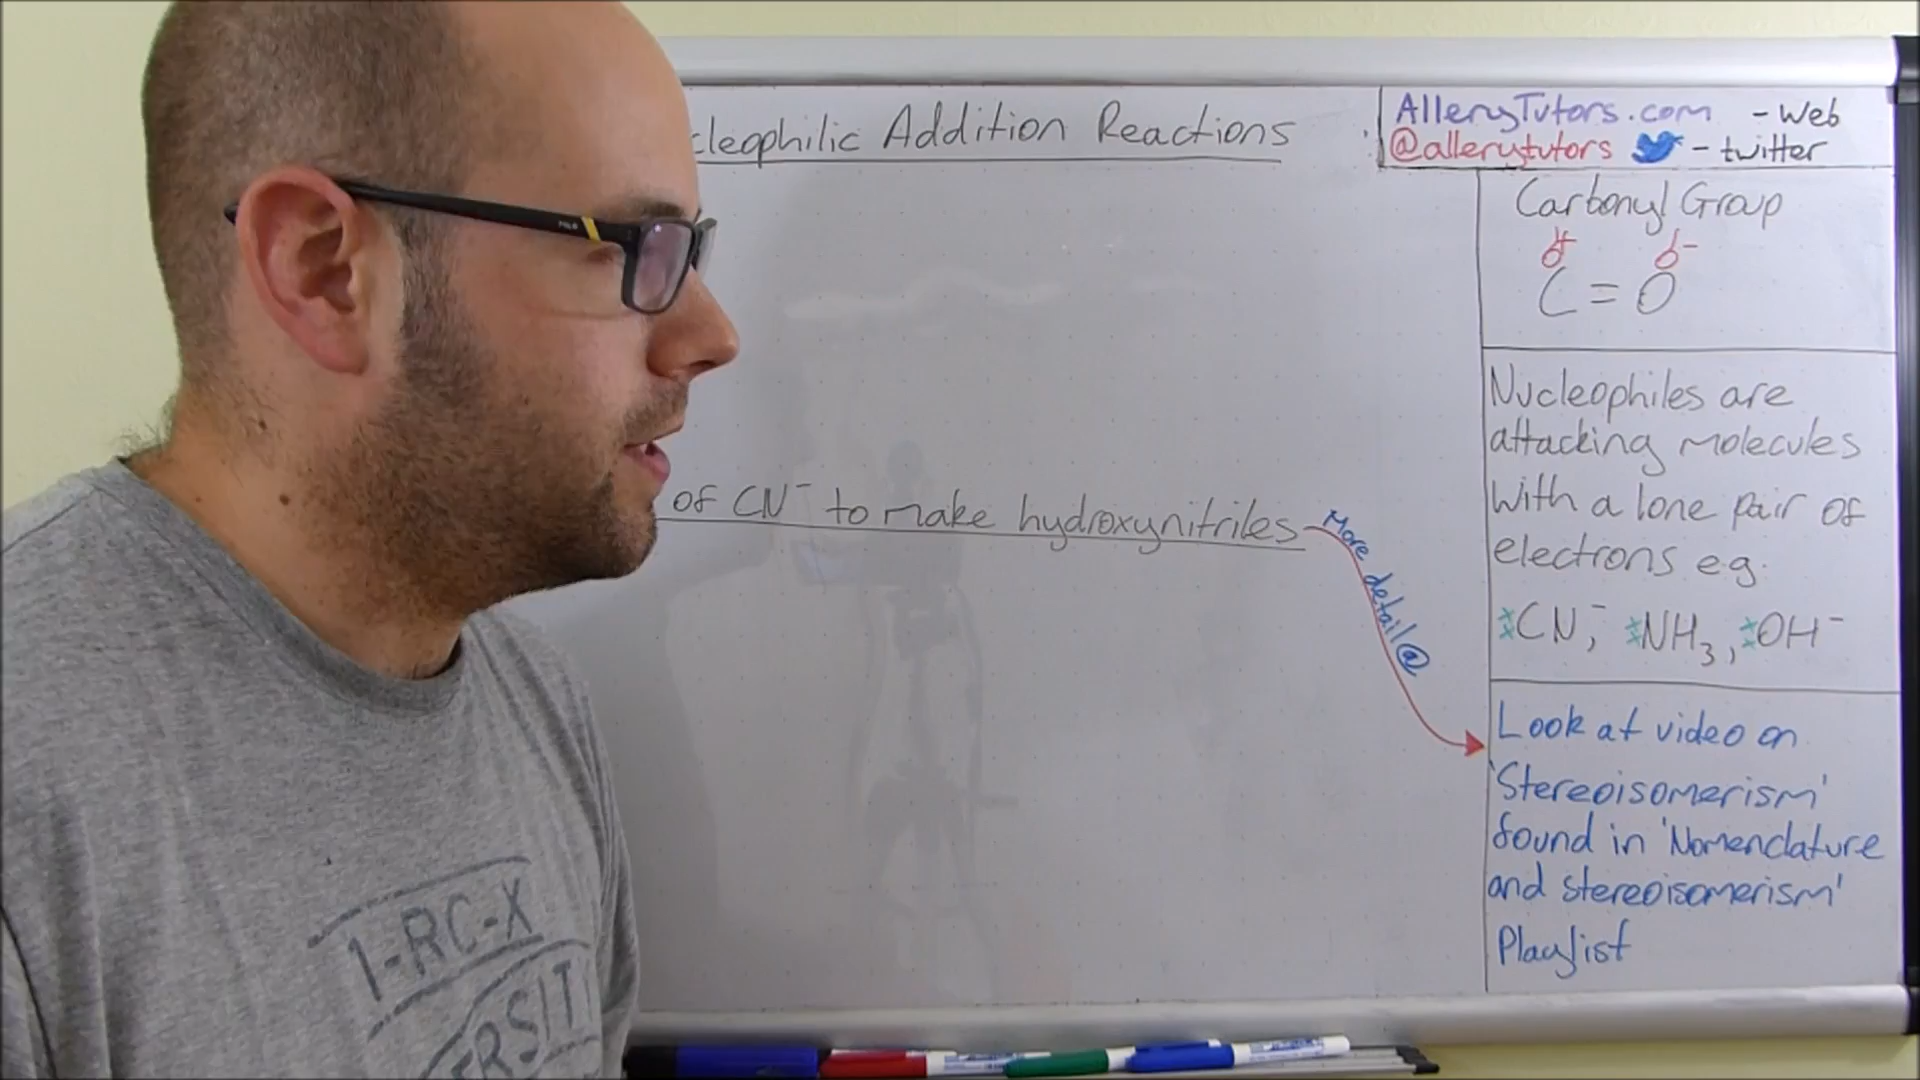 cleophilic Addition Reactions
AlleryTutors.com - Web
@allerytutors - twitter
Carbonyl Group
δ+ δ-
C = O
Nucleophiles are
attacking molecules
with a lone pair of
electrons e.g.
:CN⁻, :NH₃, :OH⁻
of CN⁻ to make hydroxynitriles
More detail @
Look at video on
'Stereoisomerism'
found in 'Nomenclature
and stereoisomerism'
Playlist
1-RC-X
ERSIT